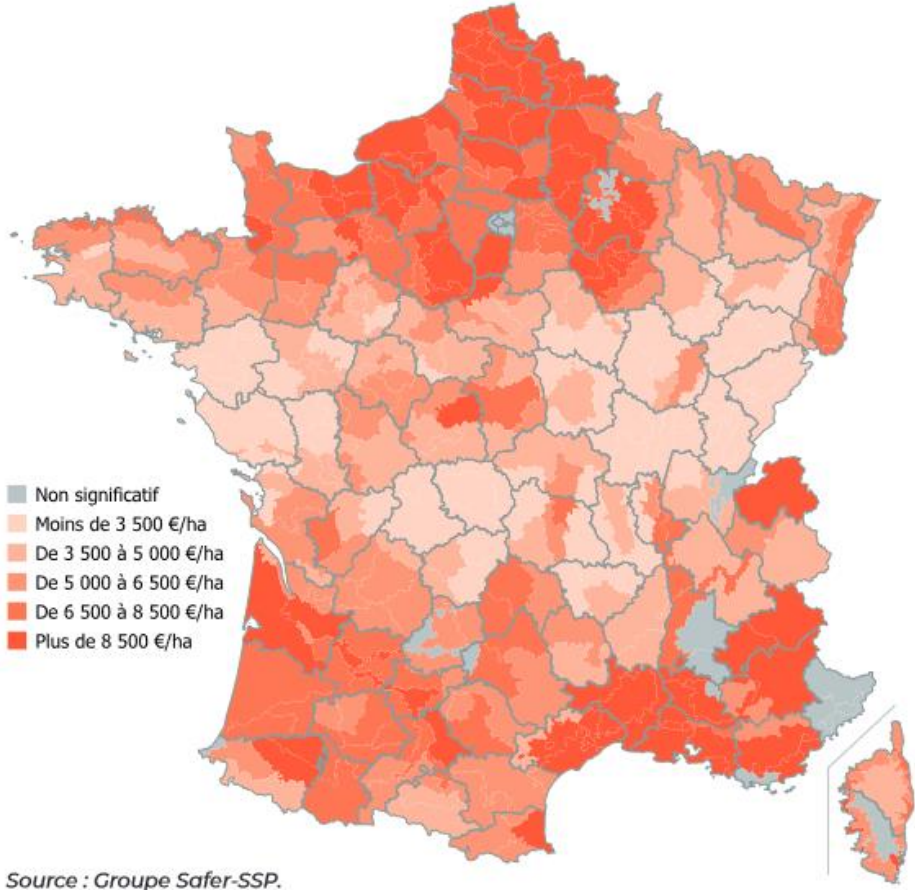 Non significatif
Moins de 3 500 €/ha
De 3 500 à 5 000 €/ha
De 5 000 à 6 500 €/ha
De 6 500 à 8 500 €/ha
Plus de 8 500 €/ha
Source : Groupe Safer-SSP.